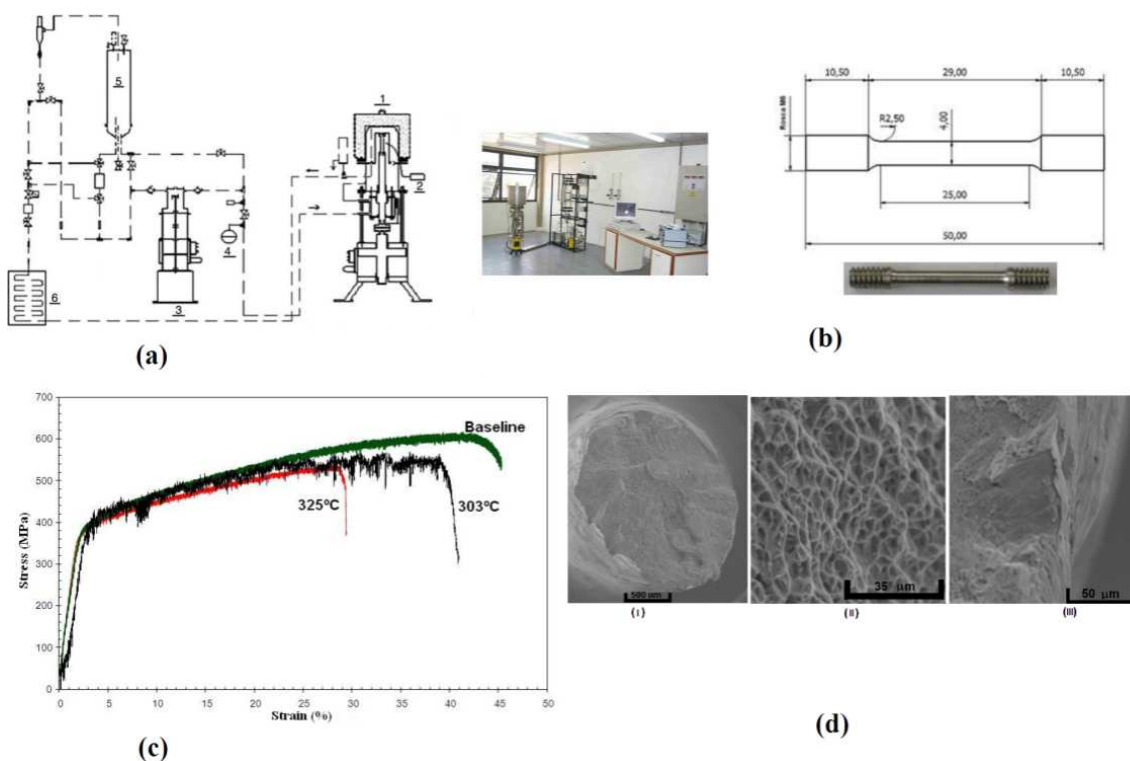 1
5
2
4
6
3
(a)
10,50
29,00
10,50
Rosca M6
R2,50
4,00
25,00
50,00
(b)
700
600
500
400
300
200
100
0
Stress (MPa)
Baseline
325ºC
303ºC
0 5 10 15 20 25 30 35 40 45 50
Strain (%)
(c)
500 µm
35 µm
50 µm
(I)
(II)
(III)
(d)